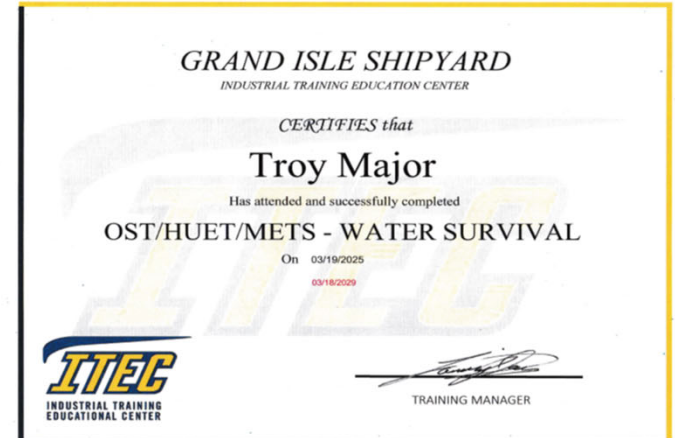 GRAND ISLE SHIPYARD
INDUSTRIAL TRAINING EDUCATION CENTER
CERTIFIES that
Troy Major
Has attended and successfully completed
OST/HUET/METS - WATER SURVIVAL
On 03/19/2025
03/18/2029
ITEC
ITEC
INDUSTRIAL TRAINING
EDUCATIONAL CENTER
TRAINING MANAGER